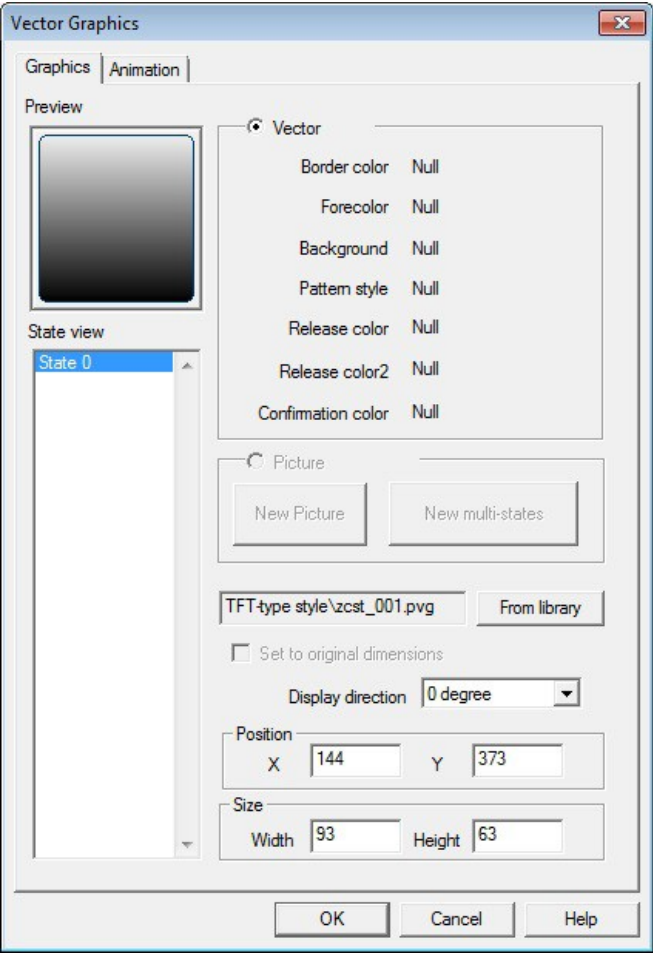 Vector Graphics
Graphics Animation
Preview
Vector
Border color Null
Forecolor Null
Background Null
Pattern style Null
Release color Null
Release color2 Null
Confirmation color Null
State view
State 0
Picture
New Picture New multi-states
TFT-type style\zcst_001.pvg From library
Set to original dimensions
Display direction 0 degree
Position
X 144 Y 373
Size
Width 93 Height 63
OK Cancel Help